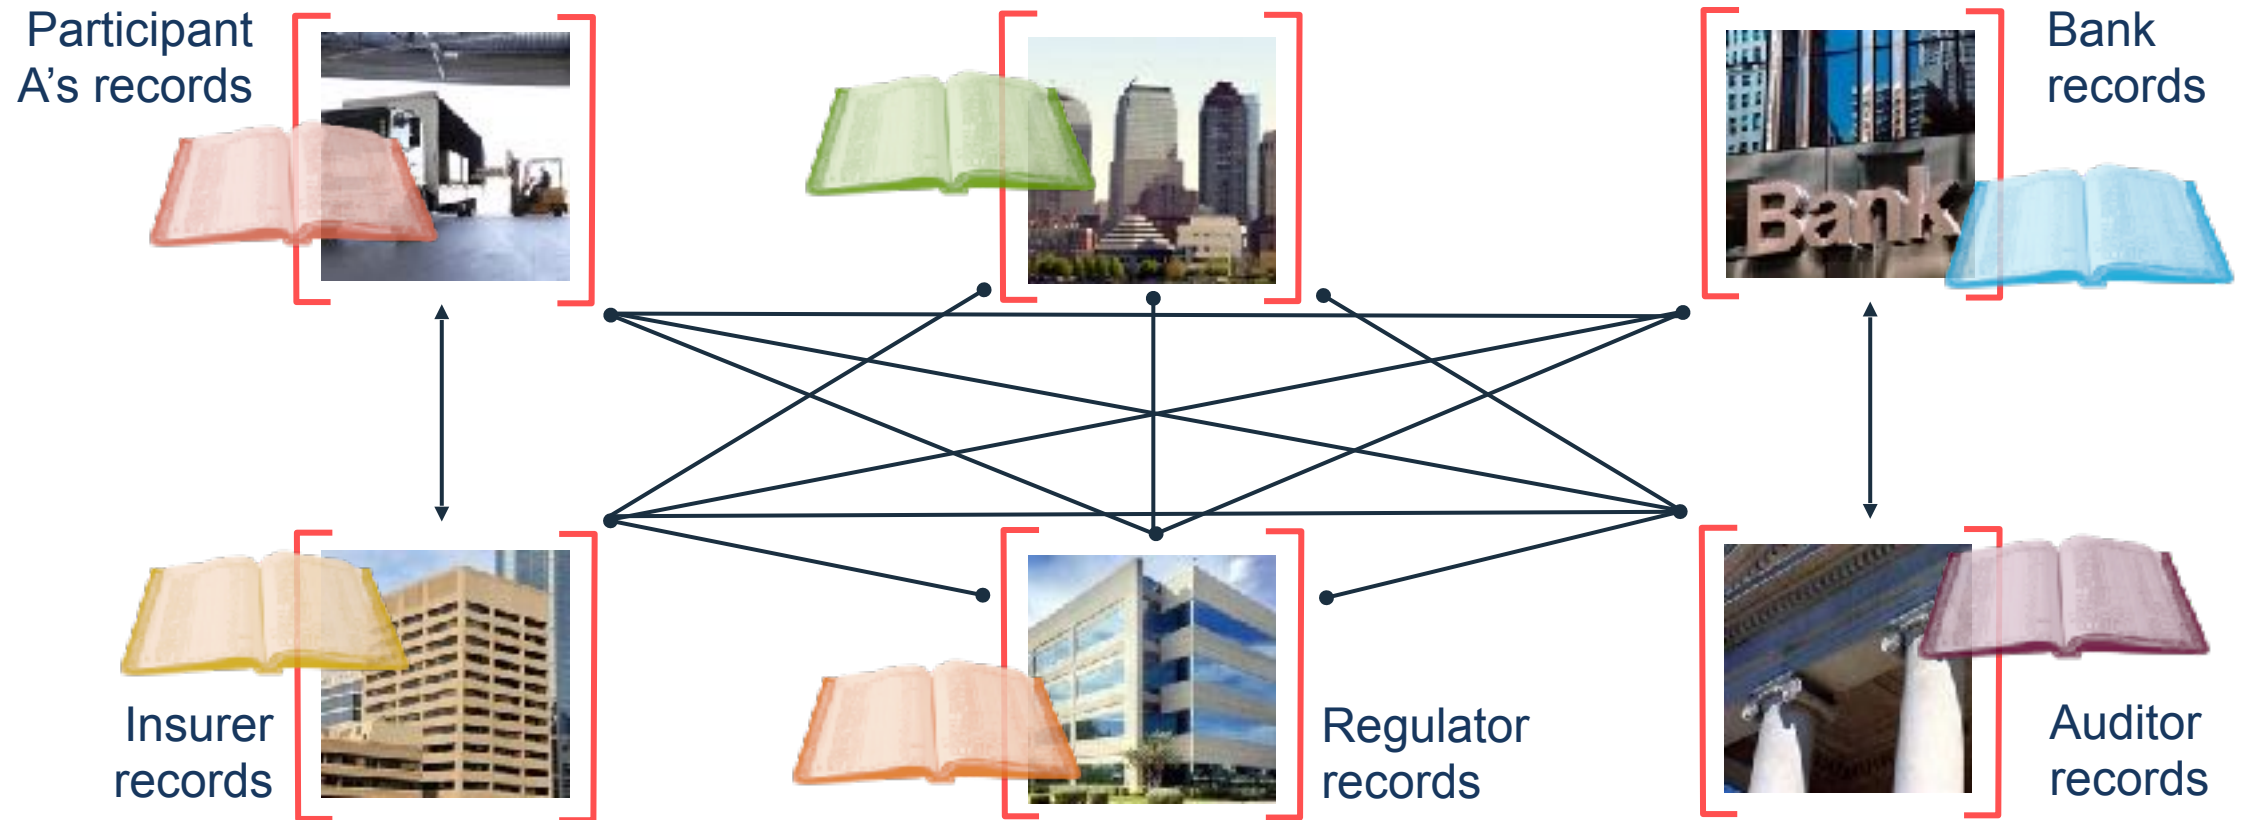 Participant
A’s records
Bank
records
Bank
Insurer
records
Regulator
records
Auditor
records